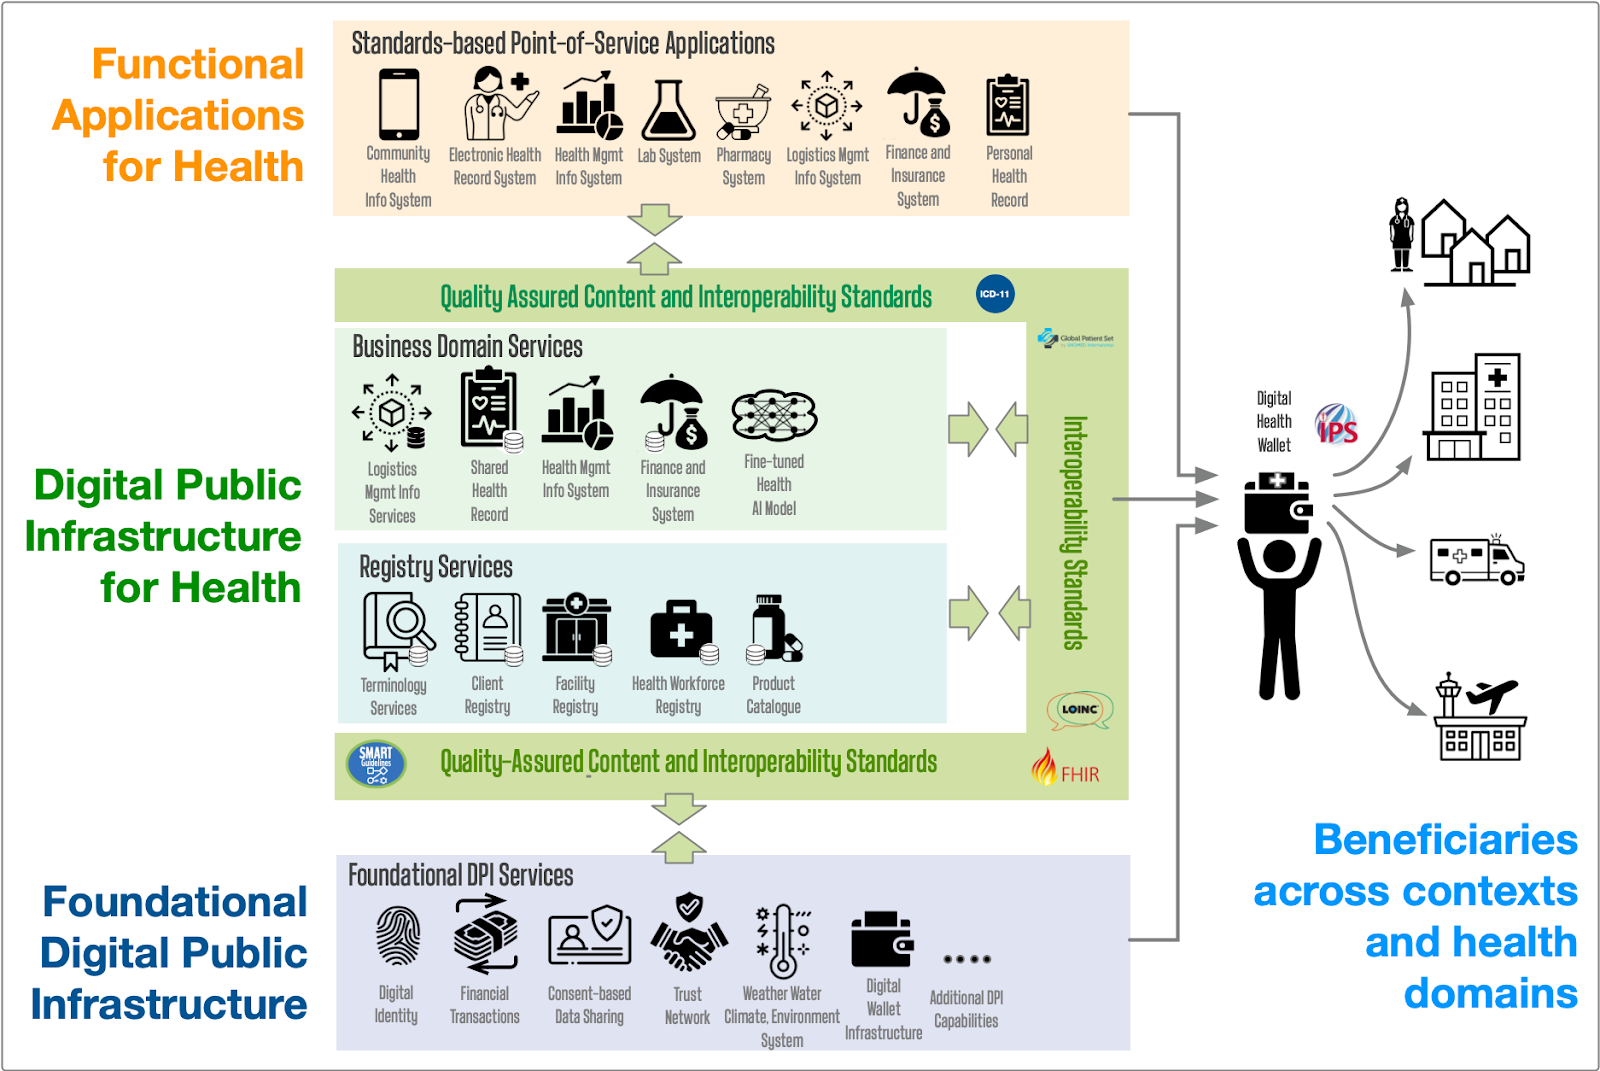 Functional
Applications
for Health
Standards-based Point-of-Service Applications
Community
Health
Info System
Electronic Health
Record System
Health Mgmt
Info System
Lab System
Pharmacy
System
Logistics Mgmt
Info System
Finance and
Insurance
System
Personal
Health
Record
Quality Assured Content and Interoperability Standards
ICD-11
Digital Public
Infrastructure
for Health
Business Domain Services
Logistics
Mgmt Info
Services
Shared
Health
Record
Health Mgmt
Info System
Finance and
Insurance
System
Fine-tuned
Health
AI Model
Registry Services
Terminology
Services
Client
Registry
Facility
Registry
Health Workforce
Registry
Product
Catalogue
Global Patient Set
by SNOMED International
Interoperability Standards
LOINC
SMART
Guidelines
Quality-Assured Content and Interoperability Standards
FHIR
Foundational
Digital Public
Infrastructure
Foundational DPI Services
Digital
Identity
Financial
Transactions
Consent-based
Data Sharing
Trust
Network
Weather Water
Climate, Environment
System
Digital
Wallet
Infrastructure
Additional DPI
Capabilities
Digital
Health
Wallet
IPS
Beneficiaries
across contexts
and health
domains